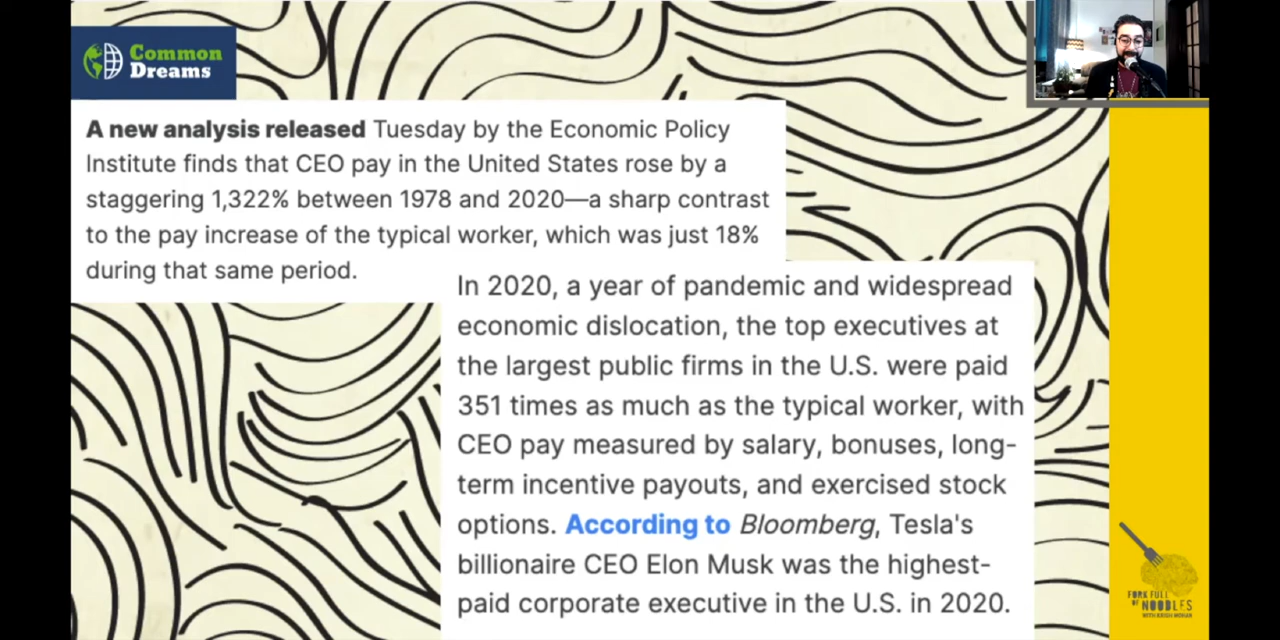 Common
Dreams
A new analysis released Tuesday by the Economic Policy
Institute finds that CEO pay in the United States rose by a
staggering 1,322% between 1978 and 2020—a sharp contrast
to the pay increase of the typical worker, which was just 18%
during that same period.
In 2020, a year of pandemic and widespread
economic dislocation, the top executives at
the largest public firms in the U.S. were paid
351 times as much as the typical worker, with
CEO pay measured by salary, bonuses, long-
term incentive payouts, and exercised stock
options. According to Bloomberg, Tesla's
billionaire CEO Elon Musk was the highest-
paid corporate executive in the U.S. in 2020.
FORK FULL
OF NOODLES
WITH KRISH MOHAN